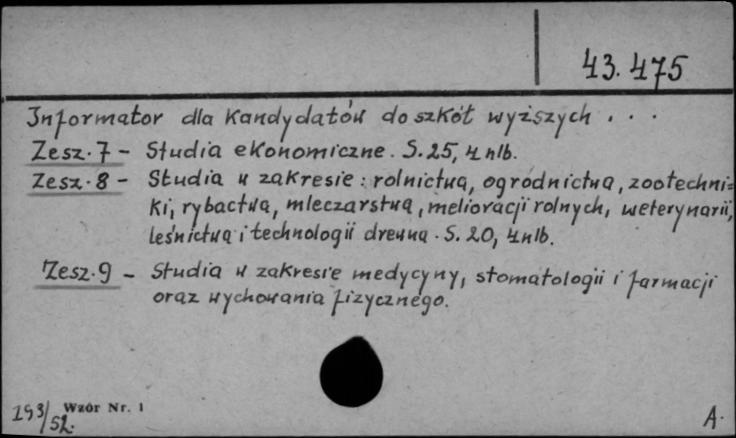 43.475
Informator dla Kandydatów do szkół wyższych . . .
Zesz. 7 - Studia ekonomiczne. S. 25, 4 nlb.
Zesz. 8 - Studia w zakresie: rolnictwa, ogrodnictwa, zootechni=
ki, rybactwa, mleczarstwa, melioracji rolnych, weterynarii,
leśnictwa i technologii drewna. S. 20, 4 nlb.
Zesz. 9 - Studia w zakresie medycyny, stomatologii i farmacji
oraz wychowania fizycznego.
193/52. Wzór Nr. 1
A.